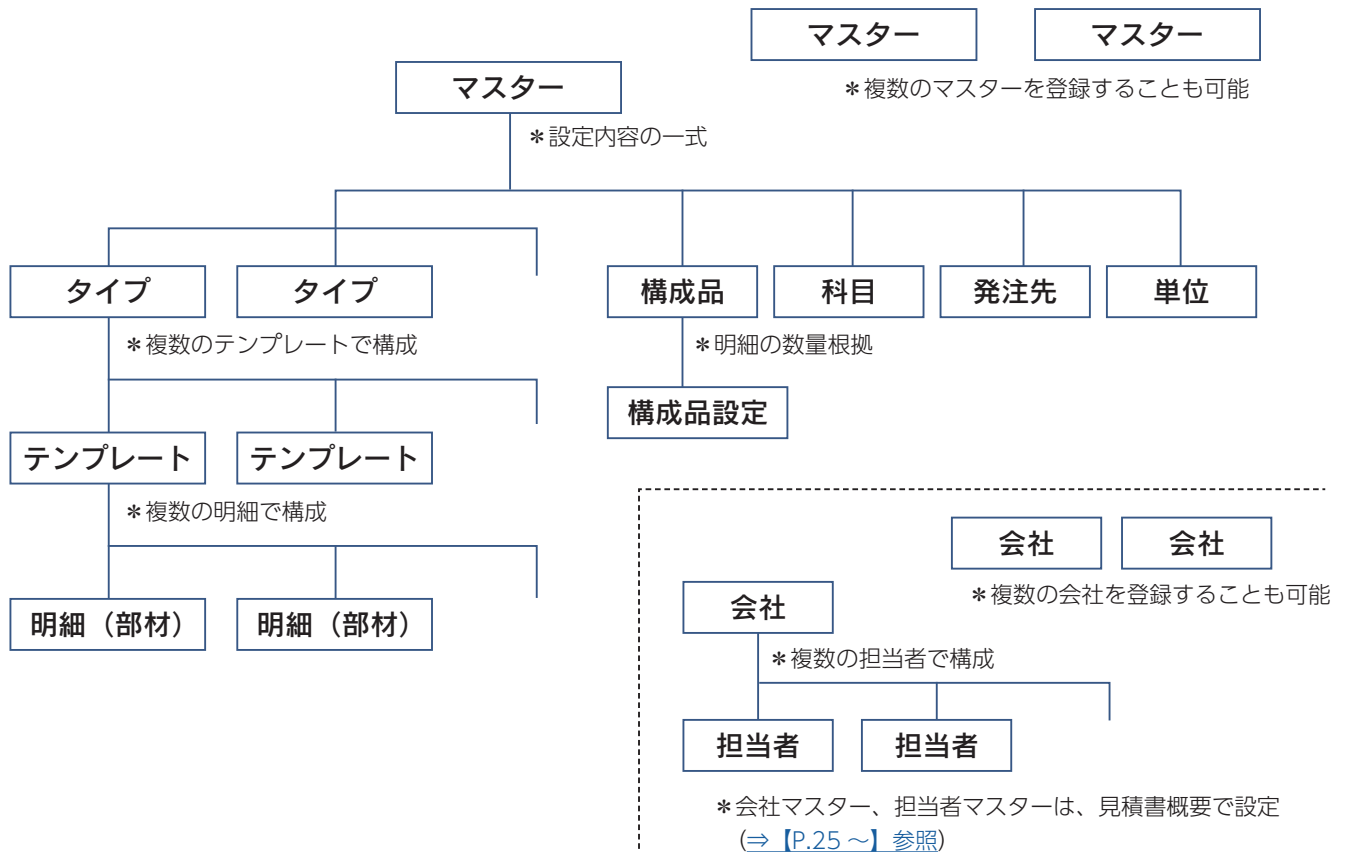 マスター
マスター
＊複数のマスターを登録することも可能
マスター
＊設定内容の一式
タイプ
タイプ
構成品
科目
発注先
単位
＊複数のテンプレートで構成
＊明細の数量根拠
構成品設定
テンプレート
テンプレート
＊複数の明細で構成
明細（部材）
明細（部材）
会社
会社
＊複数の会社を登録することも可能
会社
＊複数の担当者で構成
担当者
担当者
＊会社マスター、担当者マスターは、見積書概要で設定
(⇒【P.25 ～】参照)